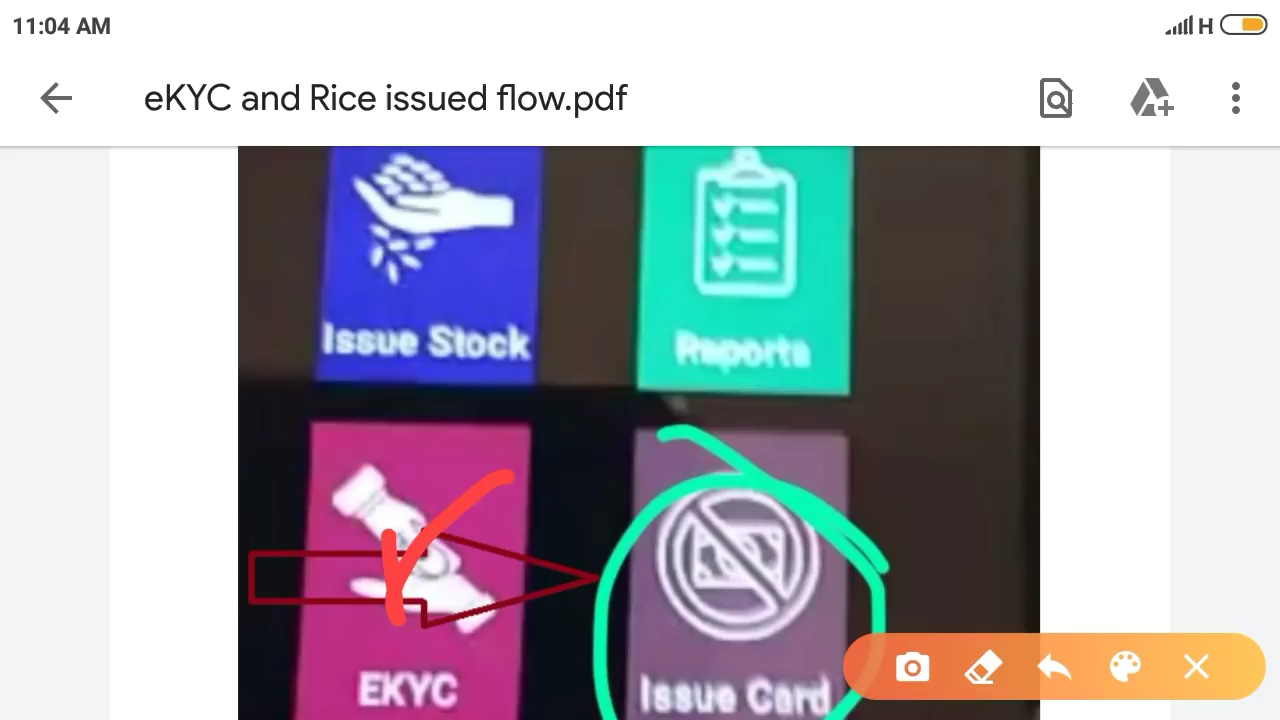 11:04 AM
H
eKYC and Rice issued flow.pdf
Issue Stock
Reports
EKYC
Issue Card